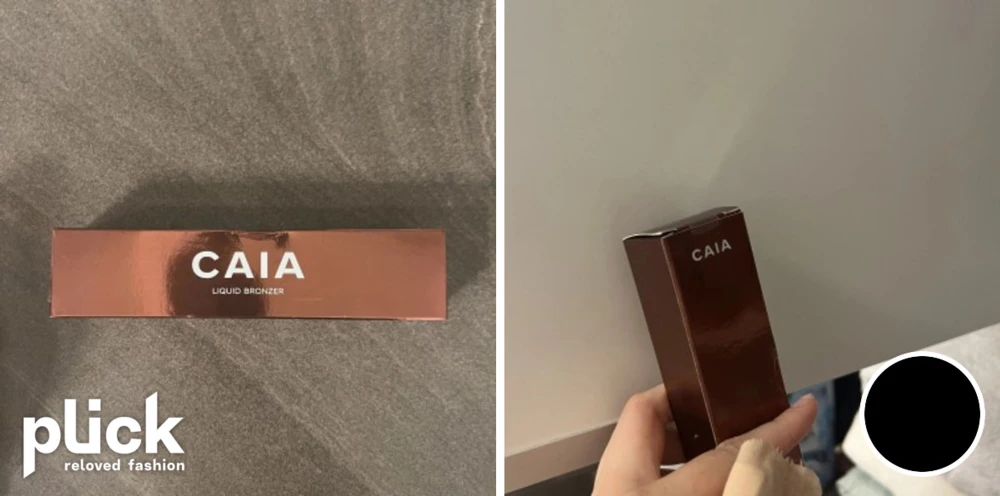 CAIA
LIQUID BRONZER
plick
reloved fashion
CAIA